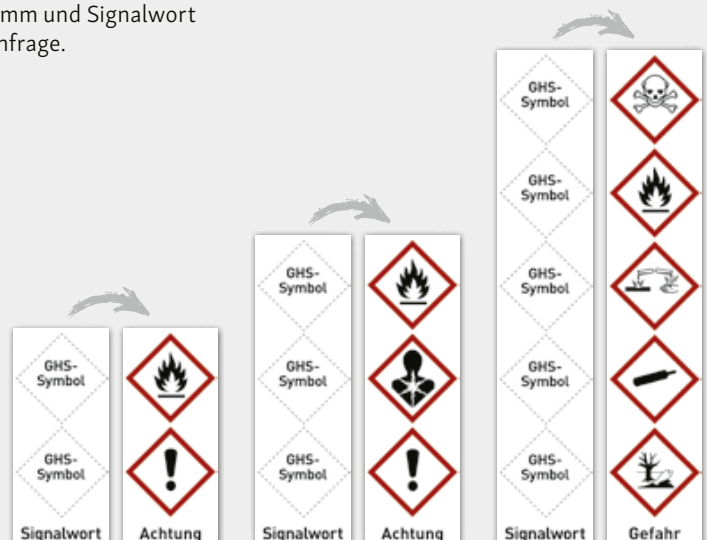 mm und Signalwort
nfrage.
GHS-
Symbol
GHS-
Symbol
Signalwort
Achtung
GHS-
Symbol
GHS-
Symbol
GHS-
Symbol
Signalwort
Achtung
GHS-
Symbol
GHS-
Symbol
GHS-
Symbol
GHS-
Symbol
GHS-
Symbol
Signalwort
Gefahr